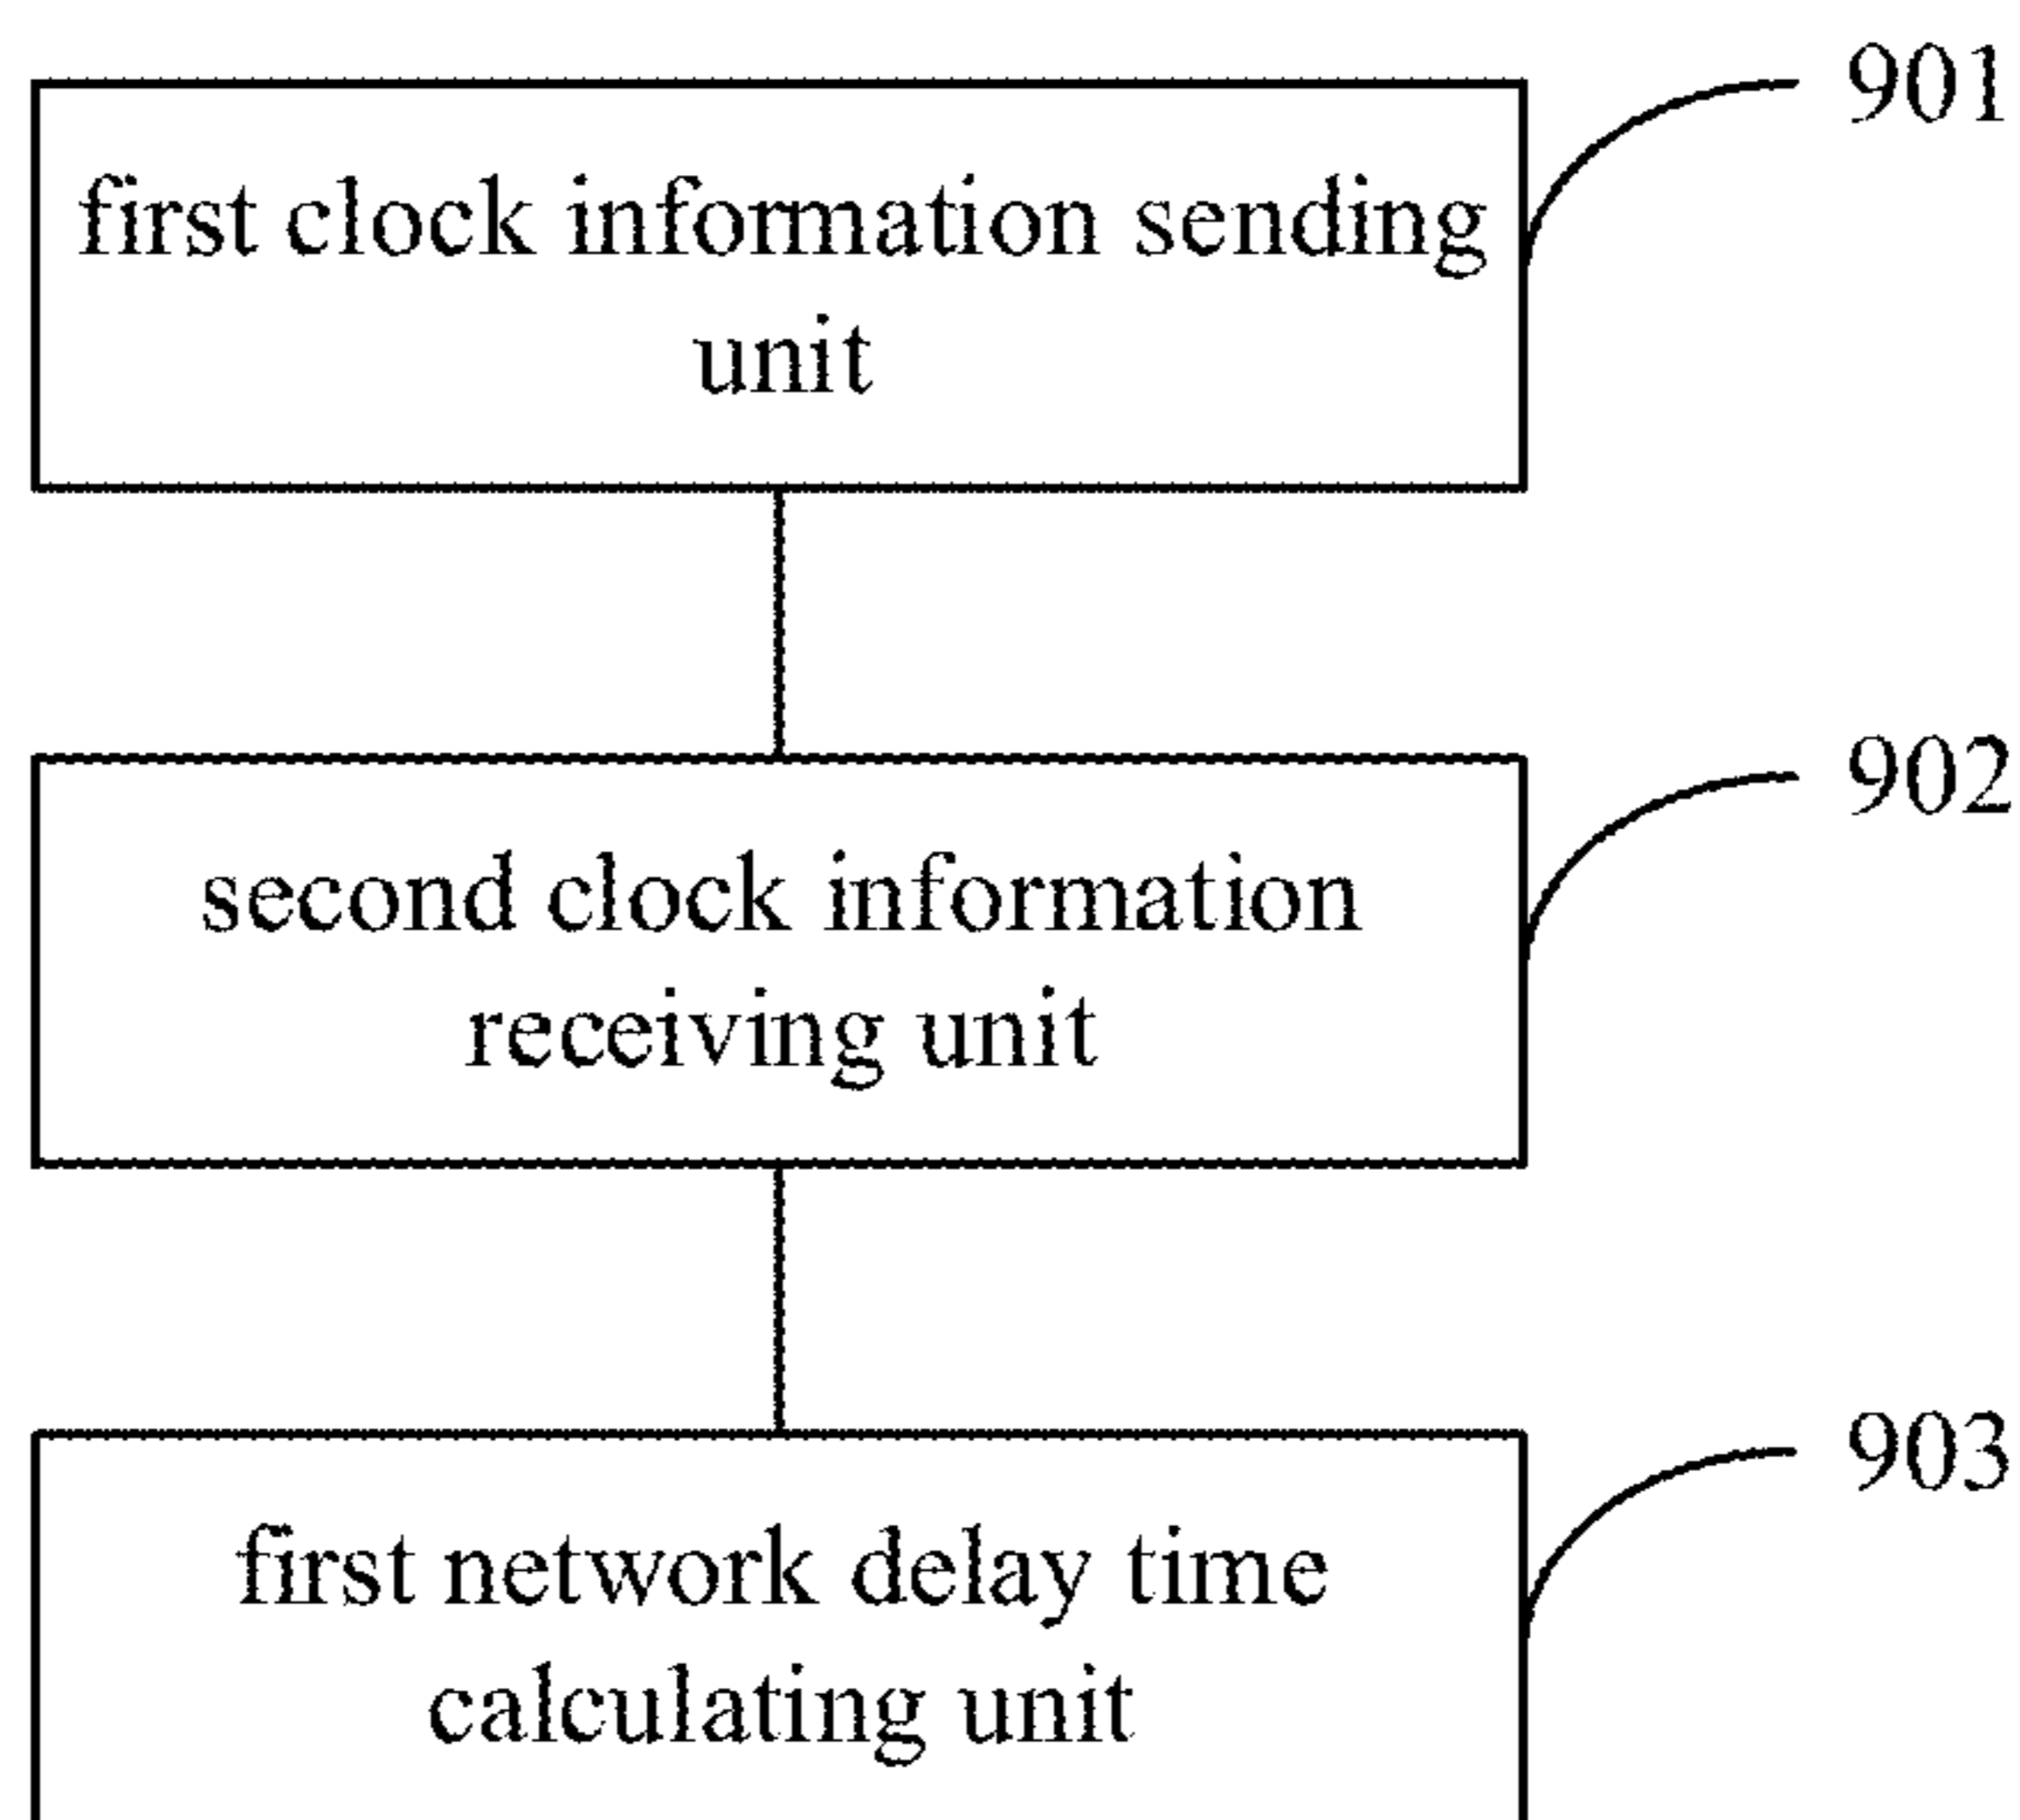 901
first clock information sending
unit
902
second clock information
receiving unit
903
first network delay time
calculating unit